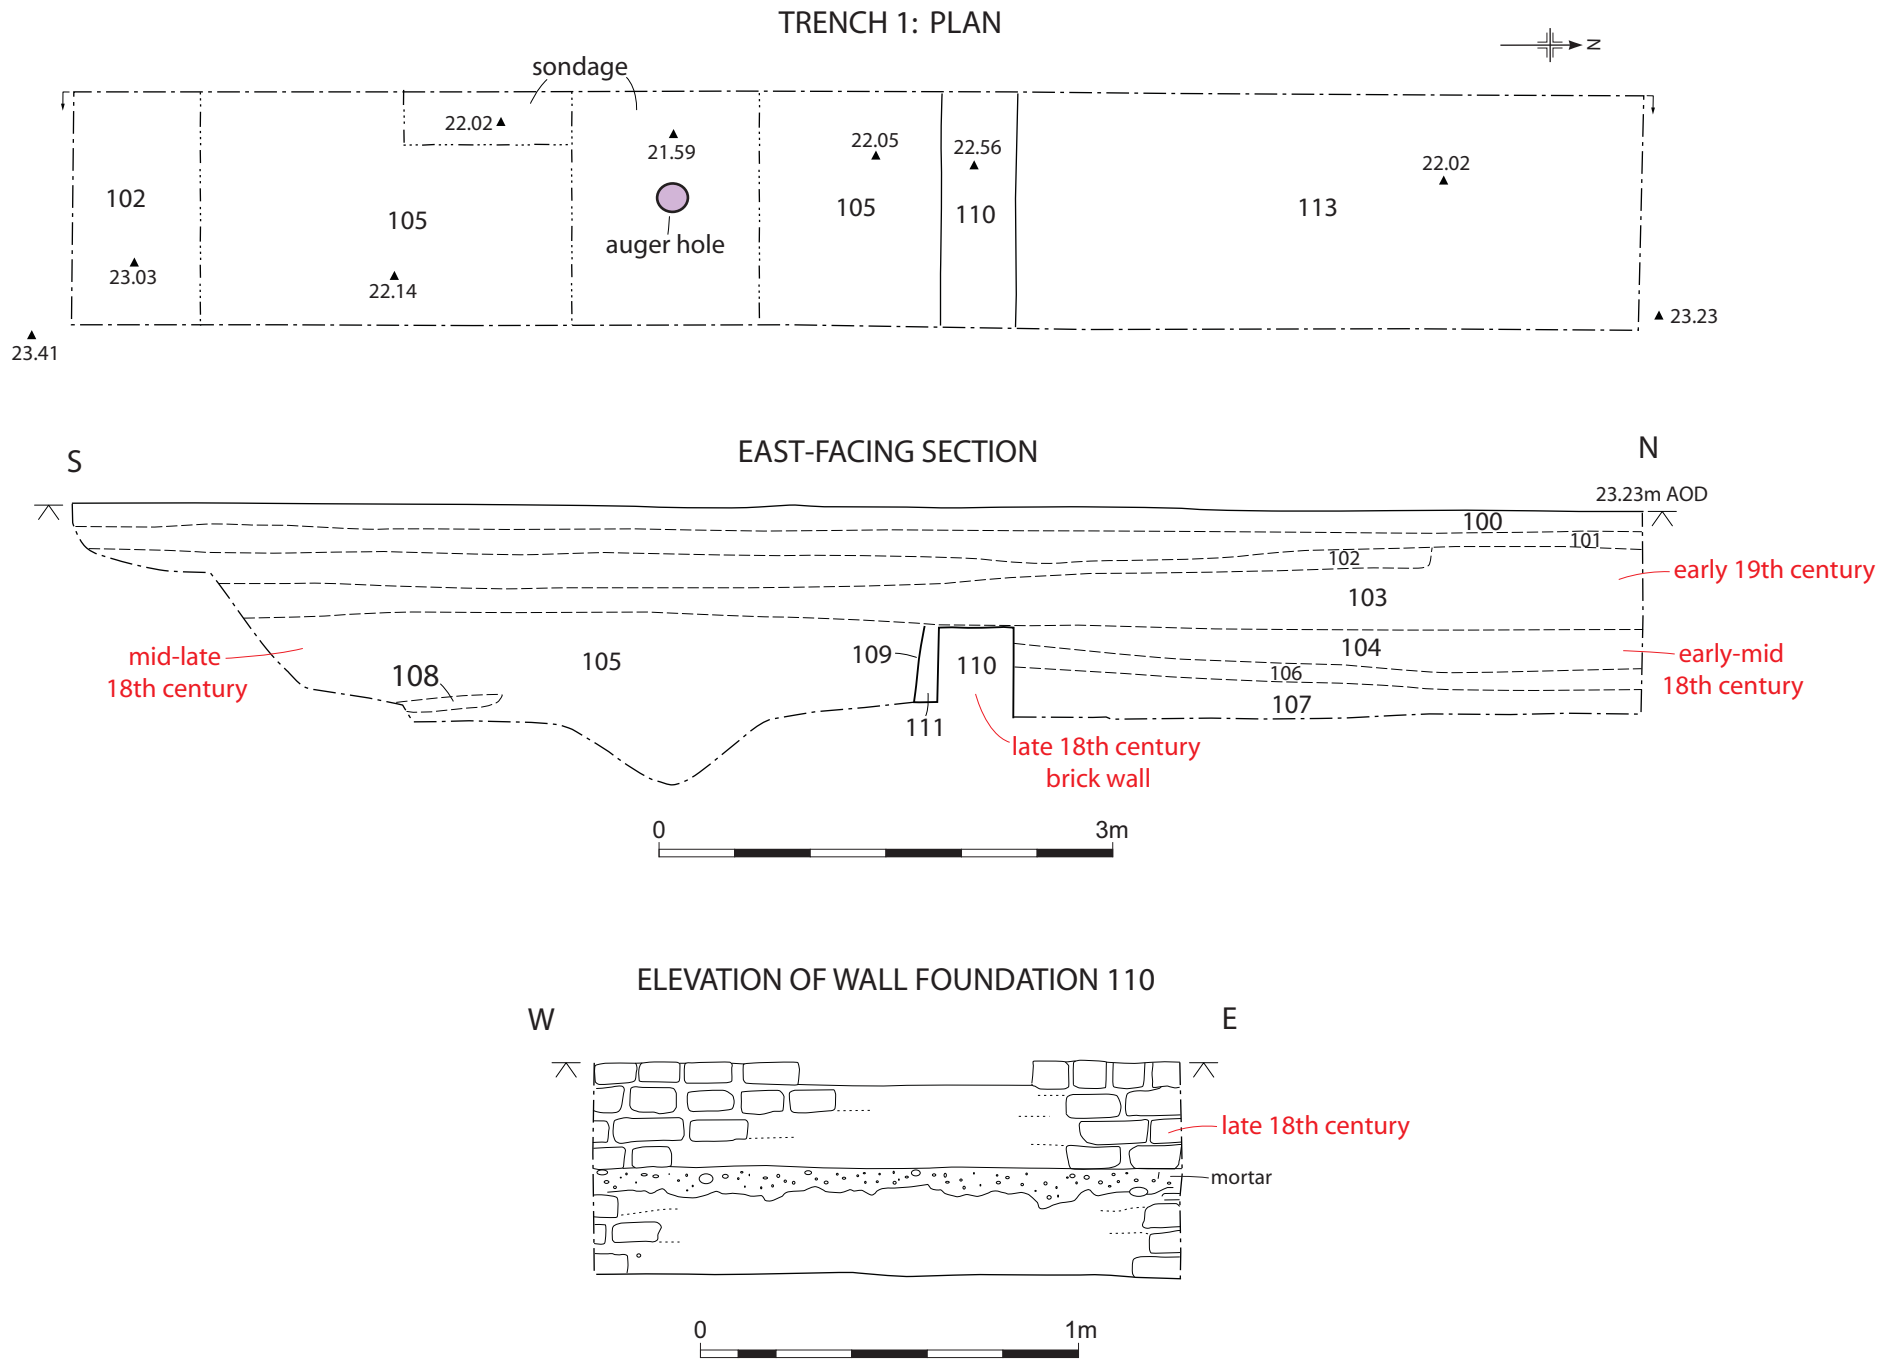 TRENCH 1: PLAN
N
sondage
22.02
21.59
22.05
22.56
22.02
102
105
105
110
113
auger hole
23.03
22.14
23.23
23.41
EAST-FACING SECTION
S
N
23.23m AOD
100
101
102
early 19th century
103
104
mid-late
18th century
108
105
109
110
early-mid
18th century
106
107
111
late 18th century
brick wall
0
3m
ELEVATION OF WALL FOUNDATION 110
W
E
late 18th century
mortar
0
1m